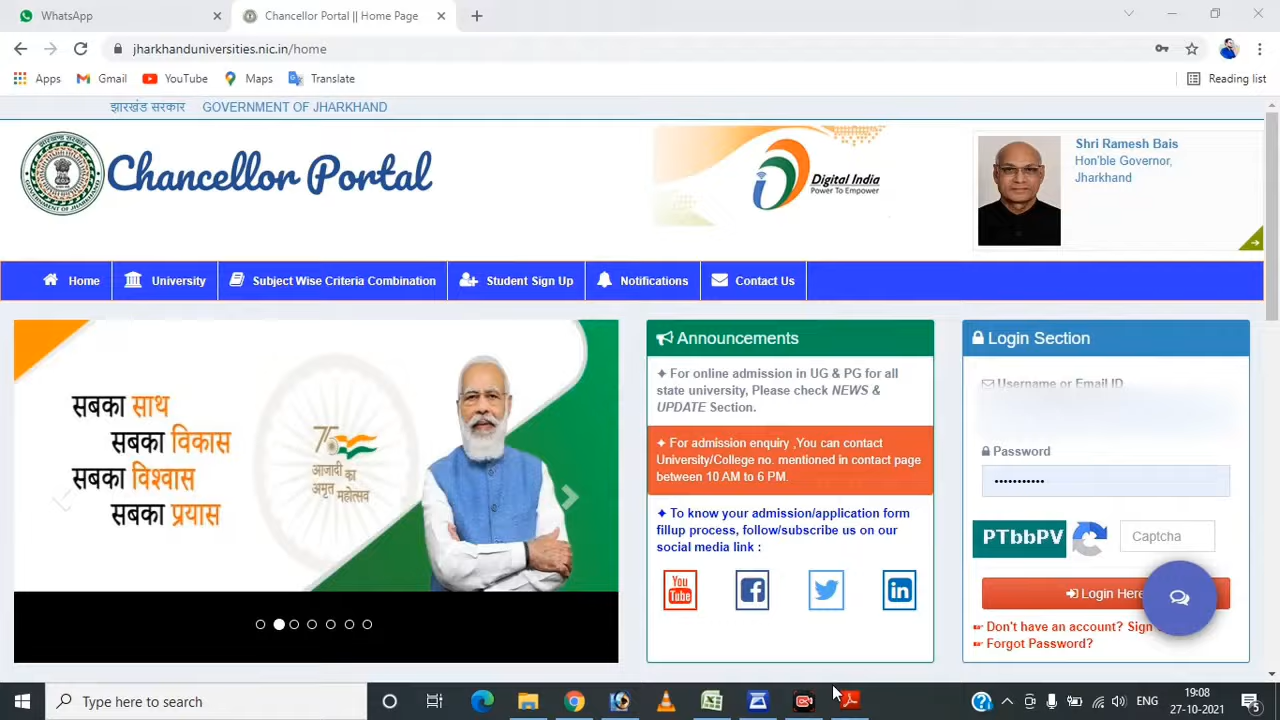 WhatsApp
Chancellor Portal || Home Page
jharkhanduniversities.nic.in/home
Apps
Gmail
YouTube
Maps
Translate
Reading list
झारखंड सरकार GOVERNMENT OF JHARKHAND
Chancellor Portal
Digital India
Power To Empower
Shri Ramesh Bais
Hon'ble Governor,
Jharkhand
Home
University
Subject Wise Criteria Combination
Student Sign Up
Notifications
Contact Us
सबका साथ
सबका विकास
सबका विश्वास
सबका प्रयास
75
आज़ादी का
अमृत महोत्सव
Announcements
✦ For online admission in UG & PG for all
state university, Please check NEWS &
UPDATE Section.
✦ For admission enquiry ,You can contact
University/College no. mentioned in contact page
between 10 AM to 6 PM.
✦ To know your admission/application form
fillup process, follow/subscribe us on our
social media link :
You
Tube
Login Section
Username or Email ID
Password
•••••••••••
PTbbPV
Captcha
Login Here
Don't have an account? Sign
Forgot Password?
Type here to search
ENG
19:08
27-10-2021
5